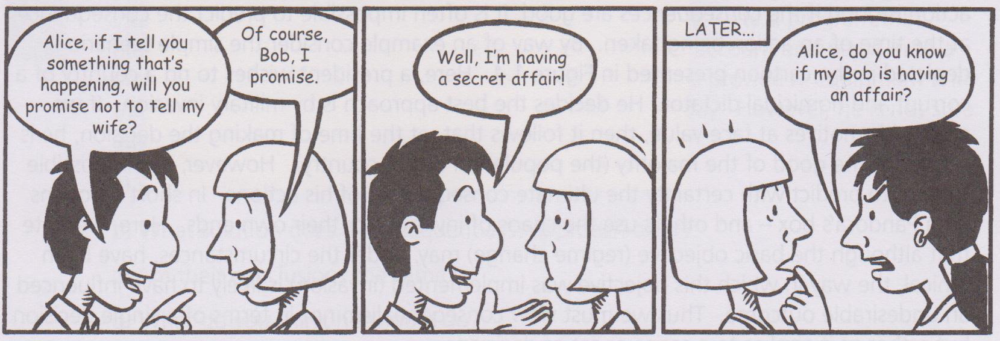 Alice, if I tell you
something that's
happening, will you
promise not to tell my
wife?
Of course,
Bob, I
promise.
Well, I'm having
a secret affair!
LATER...
Alice, do you know
if my Bob is having
an affair?